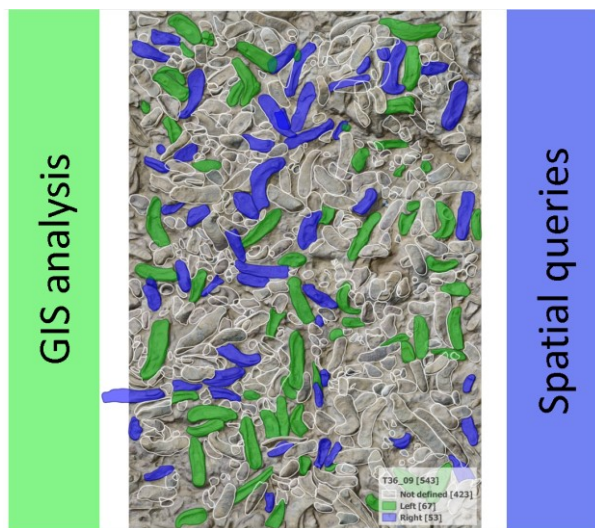 GIS analysis
T36_09 [543]
Not defined [423]
Left [67]
Right [53]
Spatial queries